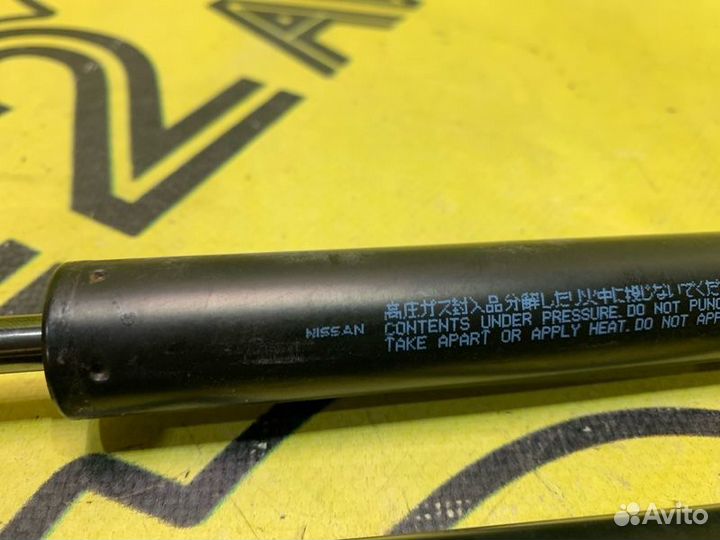 NISSAN
高圧ガス封入品分解したり火中に投じないでくだ
CONTENTS UNDER PRESSURE. DO NOT PUNC
TAKE APART OR APPLY HEAT. DO NOT APP
Avito